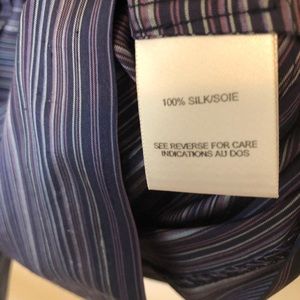 100% SILK/SOIE
SEE REVERSE FOR CARE
INDICATIONS AU DOS